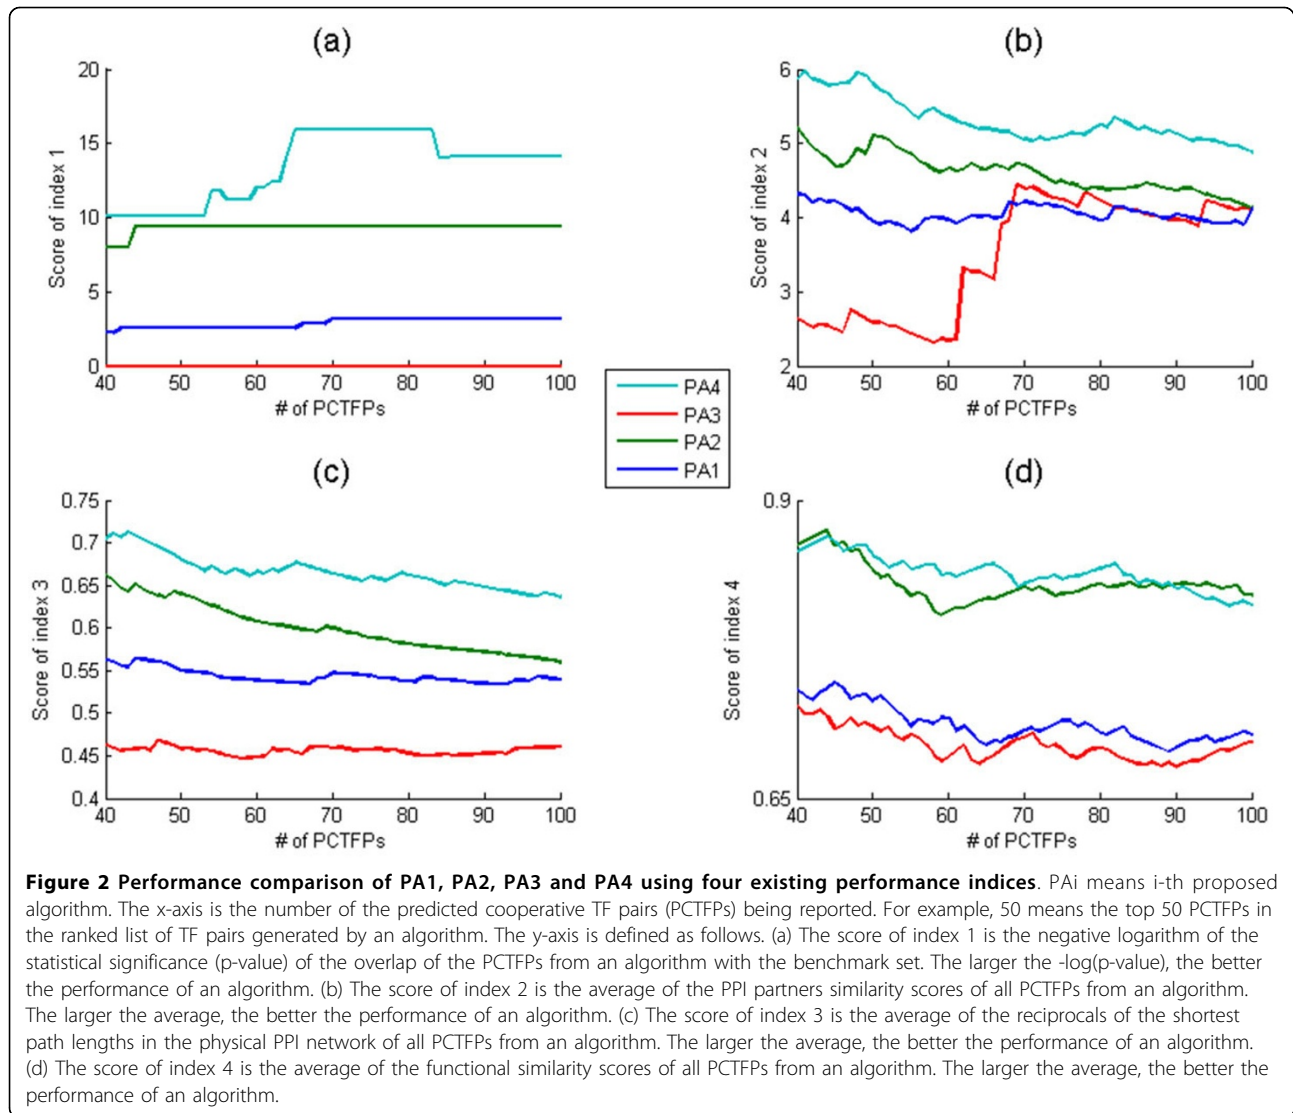 (a)
20
15
10
5
0
Score of index 1
40 50 60 70 80 90 100
# of PCTFPs
(b)
6
5
4
3
2
Score of index 2
40 50 60 70 80 90 100
# of PCTFPs
PA4
PA3
PA2
PA1
(c)
0.75
0.7
0.65
0.6
0.55
0.5
0.45
0.4
Score of index 3
40 50 60 70 80 90 100
# of PCTFPs
(d)
0.9
0.65
Score of index 4
40 50 60 70 80 90 100
# of PCTFPs
Figure 2 Performance comparison of PA1, PA2, PA3 and PA4 using four existing performance indices. PAi means i-th proposed
algorithm. The x-axis is the number of the predicted cooperative TF pairs (PCTFPs) being reported. For example, 50 means the top 50 PCTFPs in
the ranked list of TF pairs generated by an algorithm. The y-axis is defined as follows. (a) The score of index 1 is the negative logarithm of the
statistical significance (p-value) of the overlap of the PCTFPs from an algorithm with the benchmark set. The larger the -log(p-value), the better
the performance of an algorithm. (b) The score of index 2 is the average of the PPI partners similarity scores of all PCTFPs from an algorithm.
The larger the average, the better the performance of an algorithm. (c) The score of index 3 is the average of the reciprocals of the shortest
path lengths in the physical PPI network of all PCTFPs from an algorithm. The larger the average, the better the performance of an algorithm.
(d) The score of index 4 is the average of the functional similarity scores of all PCTFPs from an algorithm. The larger the average, the better the
performance of an algorithm.